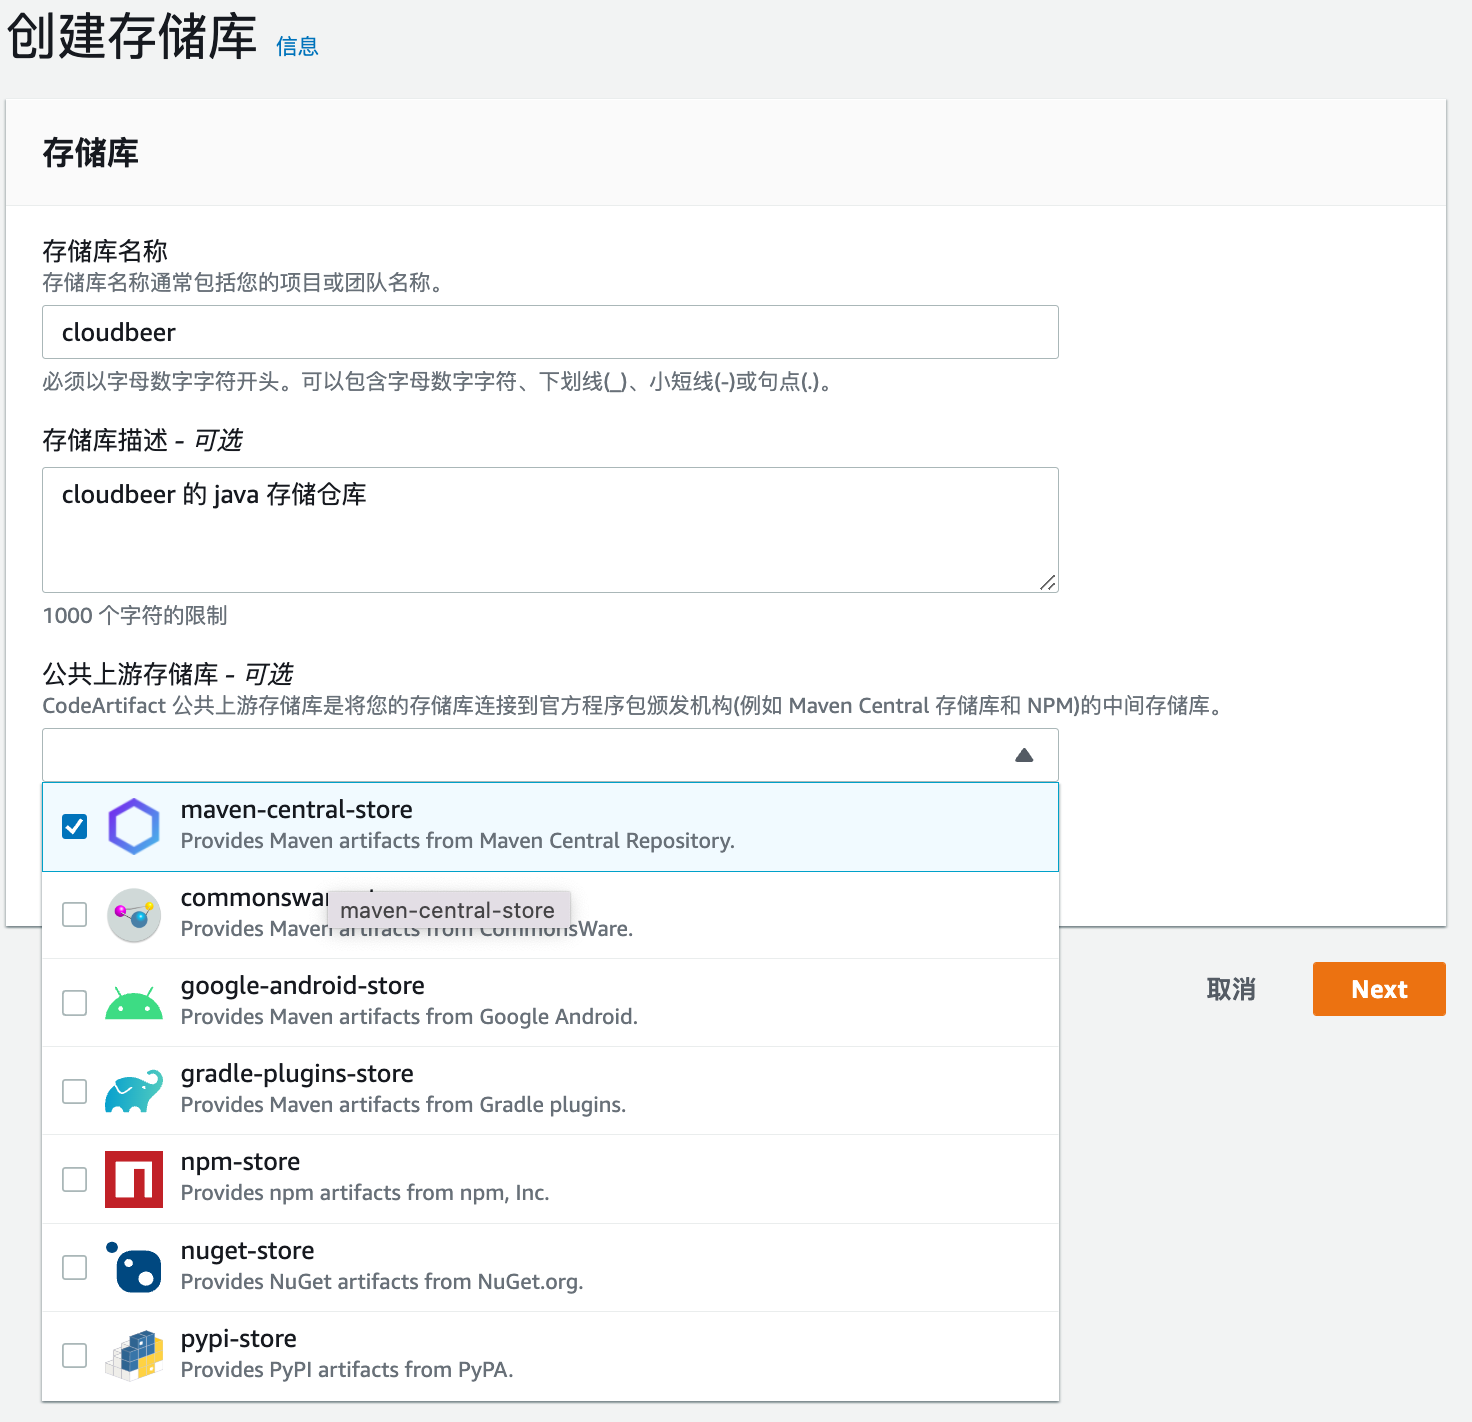 创建存储库 信息
存储库
存储库名称
存储库名称通常包括您的项目或团队名称。
cloudbeer
必须以字母数字字符开头。可以包含字母数字字符、下划线(_)、小短线(-)或句点(.)。
存储库描述 - 可选
cloudbeer 的 java 存储仓库
1000 个字符的限制
公共上游存储库 - 可选
CodeArtifact 公共上游存储库是将您的存储库连接到官方程序包颁发机构(例如 Maven Central 存储库和 NPM)的中间存储库。
maven-central-store
Provides Maven artifacts from Maven Central Repository.
maven-central-store
Provides Maven artifacts from CommonsWare.
google-android-store
Provides Maven artifacts from Google Android.
取消
Next
gradle-plugins-store
Provides Maven artifacts from Gradle plugins.
npm-store
Provides npm artifacts from npm, Inc.
nuget-store
Provides NuGet artifacts from NuGet.org.
pypi-store
Provides PyPI artifacts from PyPA.